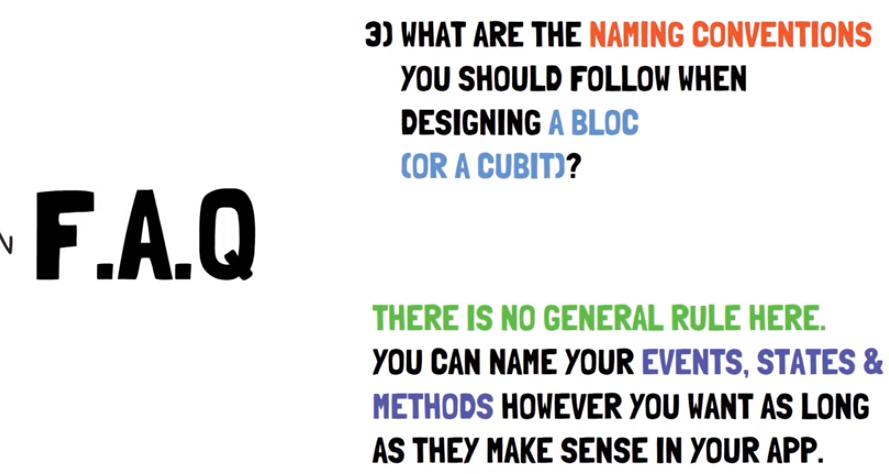 F.A.Q
3) WHAT ARE THE NAMING CONVENTIONS
YOU SHOULD FOLLOW WHEN
DESIGNING A BLOC
(OR A CUBIT)?
THERE IS NO GENERAL RULE HERE.
YOU CAN NAME YOUR EVENTS, STATES &
METHODS HOWEVER YOU WANT AS LONG
AS THEY MAKE SENSE IN YOUR APP.